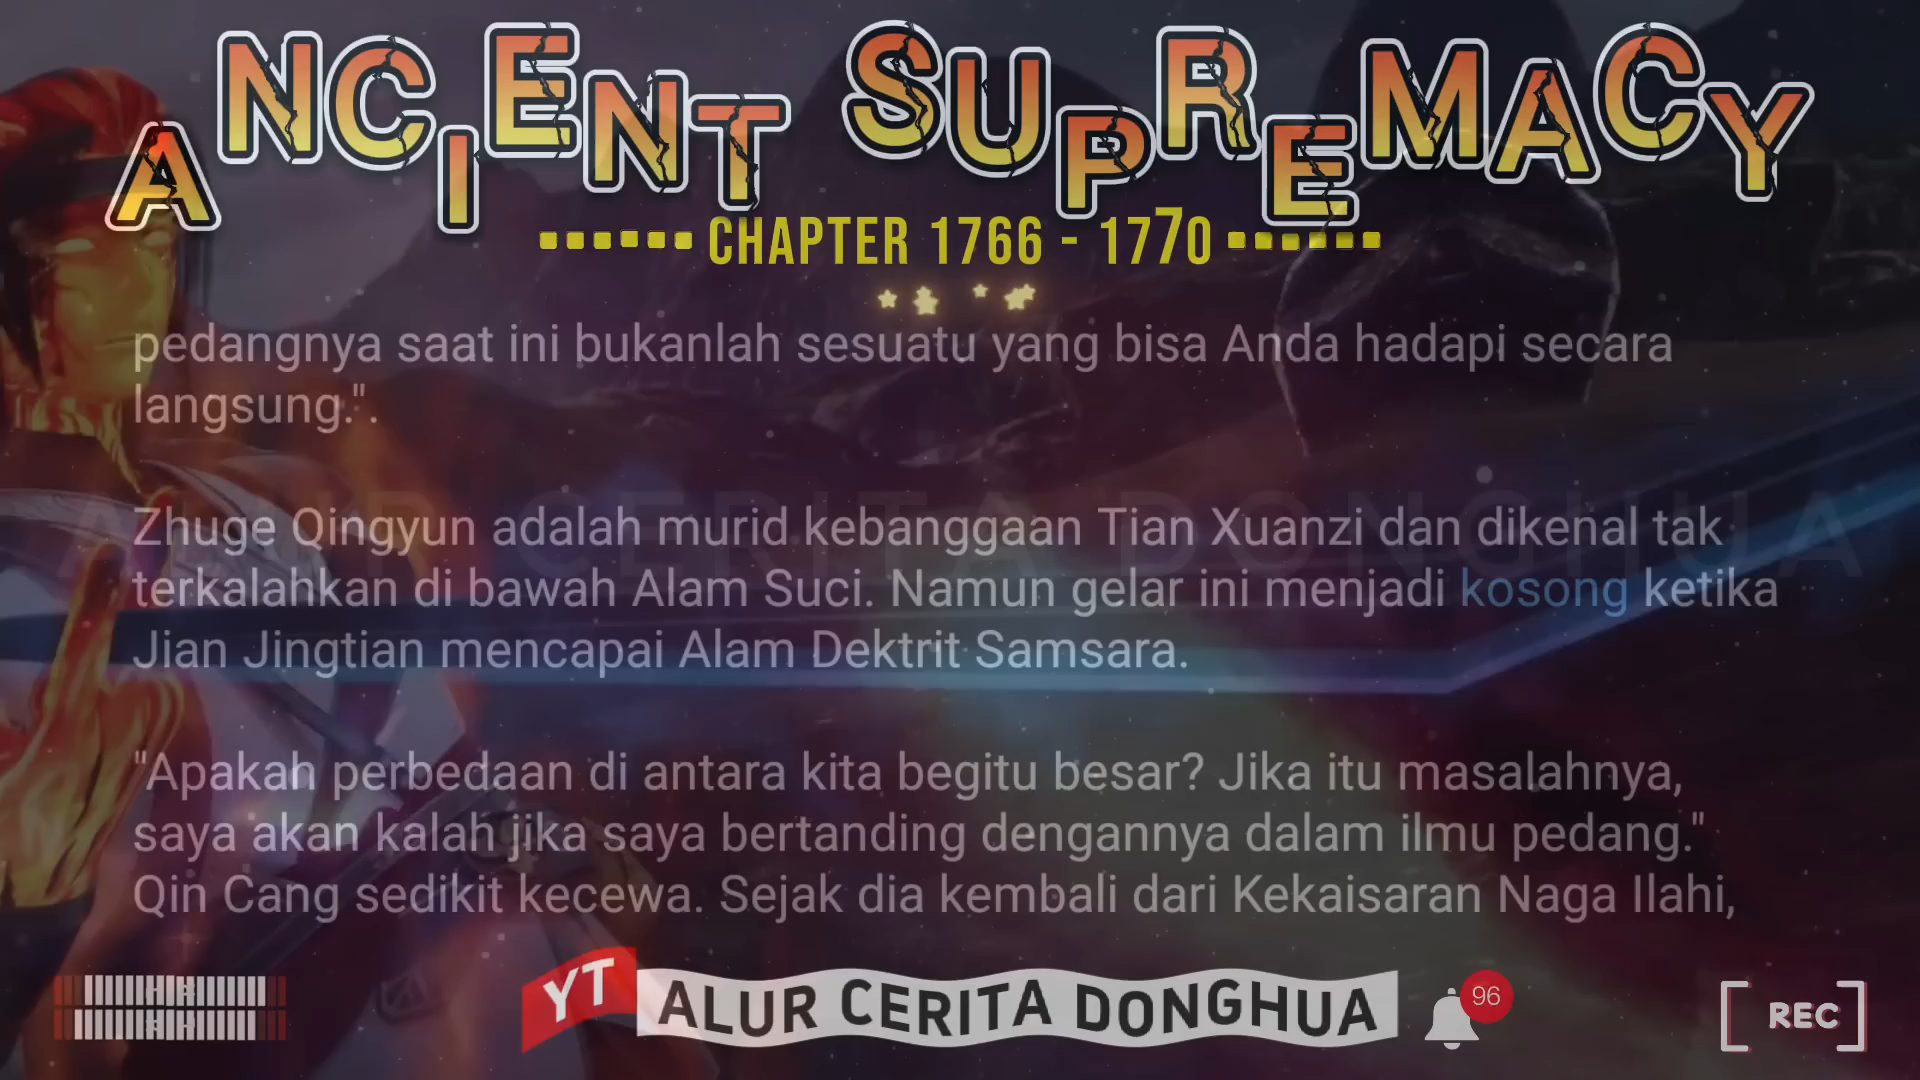 ANCIENT SUPREMACY
CHAPTER 1766 - 1770
pedangnya saat ini bukanlah sesuatu yang bisa Anda hadapi secara
langsung.".
ALUR CERITA DONGHUA
Zhuge Qingyun adalah murid kebanggaan Tian Xuanzi dan dikenal tak
terkalahkan di bawah Alam Suci. Namun gelar ini menjadi kosong ketika
Jian Jingtian mencapai Alam Dektrit Samsara.
"Apakah perbedaan di antara kita begitu besar? Jika itu masalahnya,
saya akan kalah jika saya bertanding dengannya dalam ilmu pedang."
Qin Cang sedikit kecewa. Sejak dia kembali dari Kekaisaran Naga Ilahi,
YT ALUR CERITA DONGHUA
96
REC